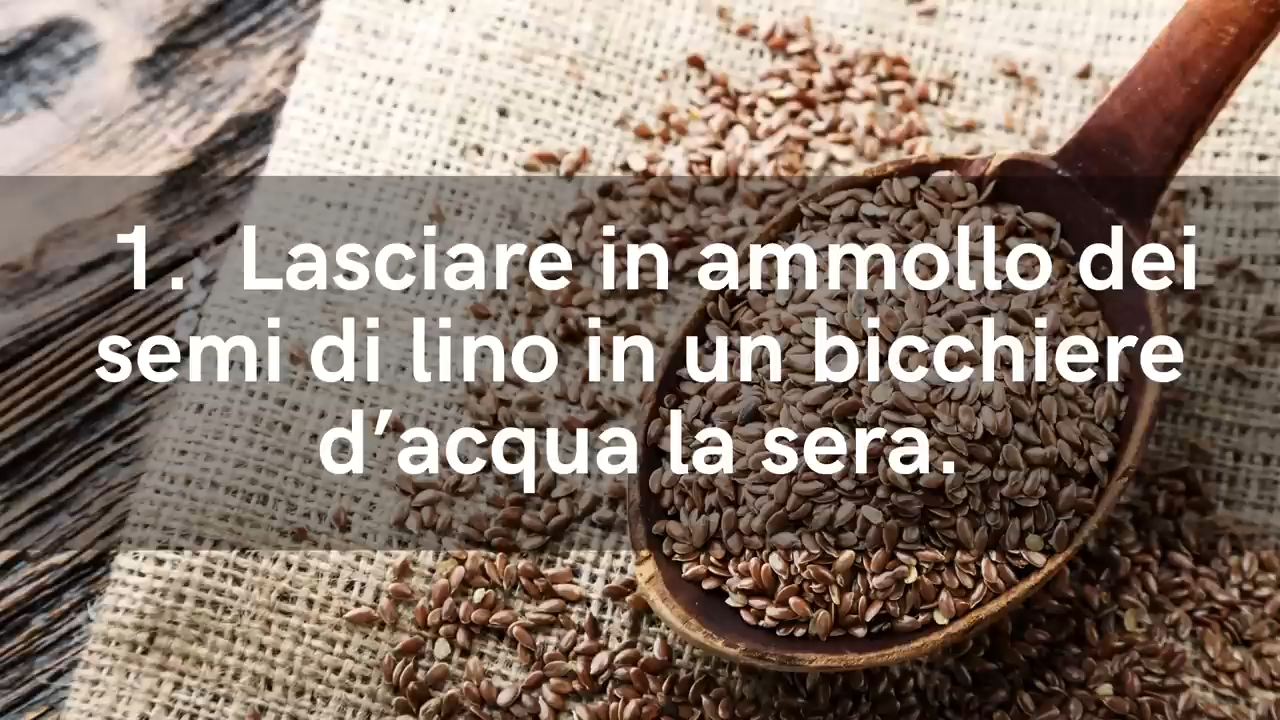 1. Lasciare in ammollo dei
semi di lino in un bicchiere
d’acqua la sera.